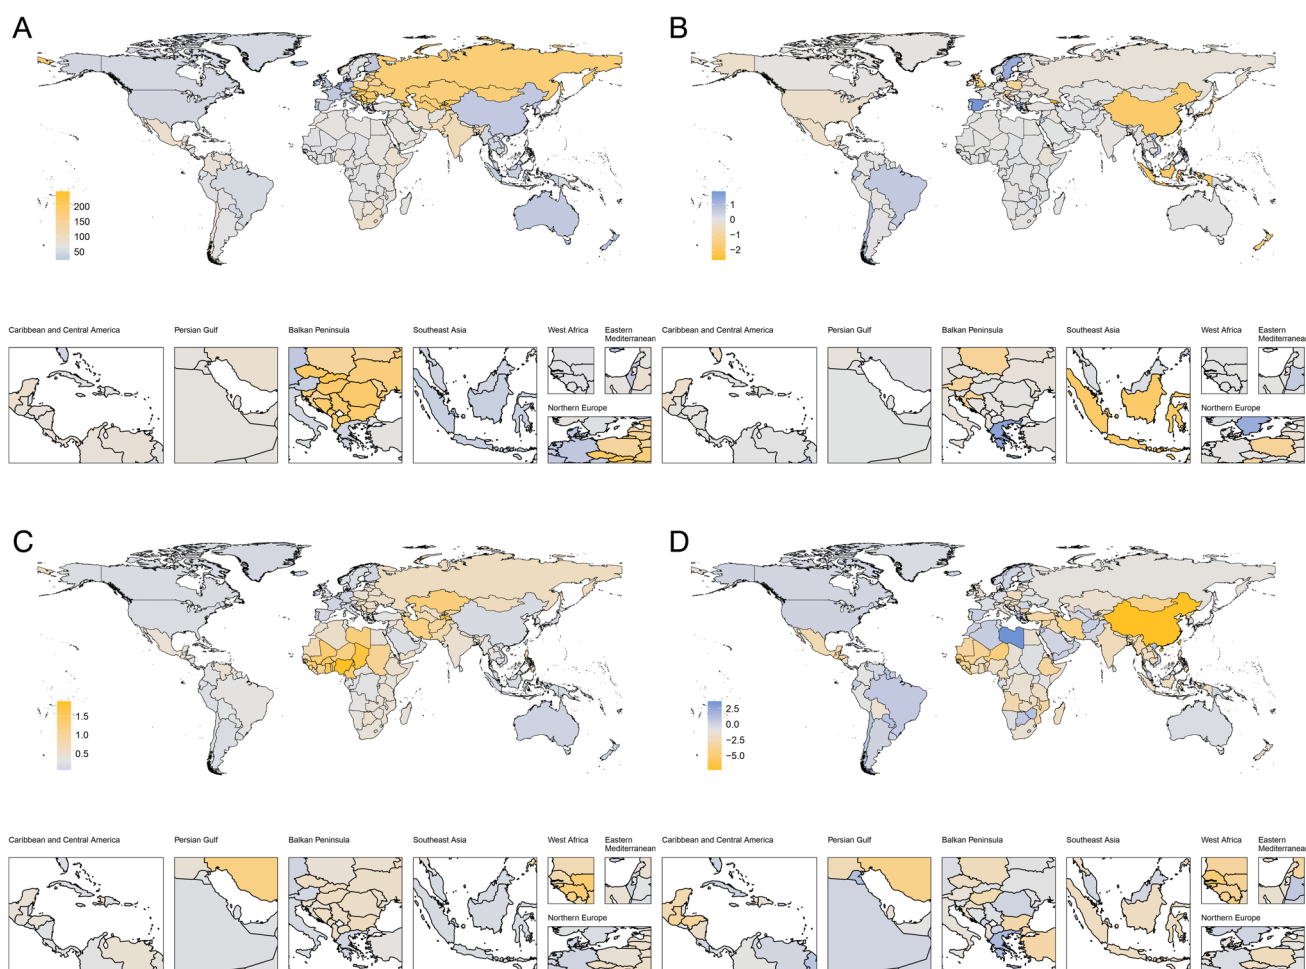 A
B
200
150
100
50
1
0
−1
−2
Caribbean and Central America
Persian Gulf
Balkan Peninsula
Southeast Asia
West Africa
Eastern
Mediterranean
Northern Europe
Caribbean and Central America
Persian Gulf
Balkan Peninsula
Southeast Asia
West Africa
Eastern
Mediterranean
Northern Europe
C
D
1.5
1.0
0.5
2.5
0.0
−2.5
−5.0
Caribbean and Central America
Persian Gulf
Balkan Peninsula
Southeast Asia
West Africa
Eastern
Mediterranean
Northern Europe
Caribbean and Central America
Persian Gulf
Balkan Peninsula
Southeast Asia
West Africa
Eastern
Mediterranean
Northern Europe